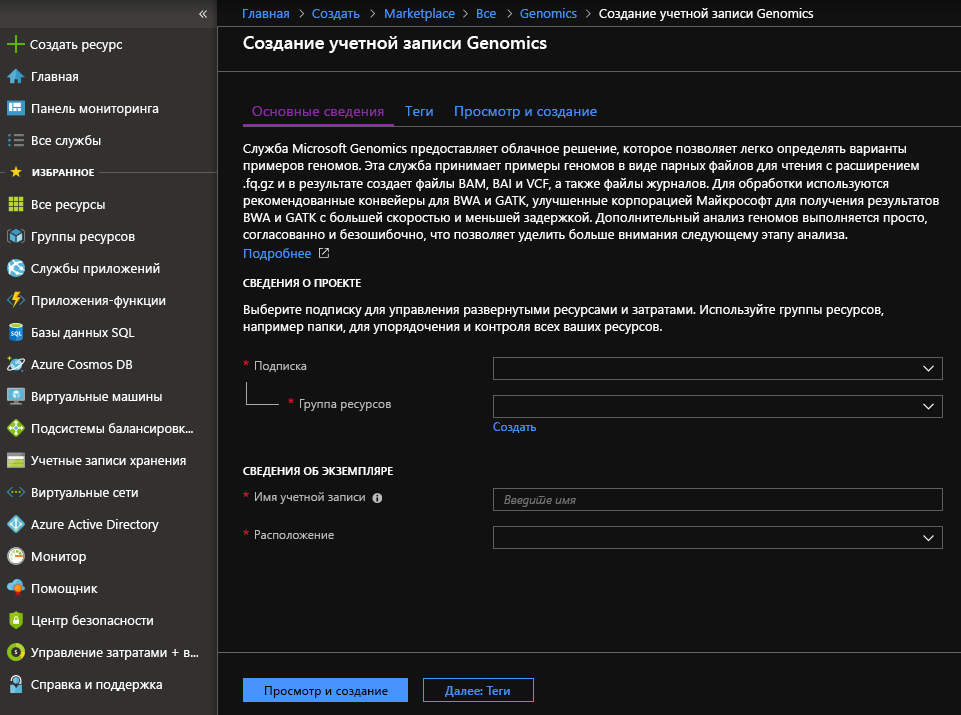 «
Создать ресурс
Главная
Панель мониторинга
Все службы
ИЗБРАННОЕ
Все ресурсы
Группы ресурсов
Службы приложений
Приложения-функции
Базы данных SQL
Azure Cosmos DB
Виртуальные машины
Подсистемы балансировк...
Учетные записи хранения
Виртуальные сети
Azure Active Directory
Монитор
Помощник
Центр безопасности
Управление затратами + в...
Справка и поддержка
Главная > Создать > Marketplace > Все > Genomics > Создание учетной записи Genomics
Создание учетной записи Genomics
Основные сведения Теги Просмотр и создание
Служба Microsoft Genomics предоставляет облачное решение, которое позволяет легко определять варианты
примеров геномов. Эта служба принимает примеры геномов в виде парных файлов для чтения с расширением
.fq.gz и в результате создает файлы BAM, BAI и VCF, а также файлы журналов. Для обработки используются
рекомендованные конвейеры для BWA и GATK, улучшенные корпорацией Майкрософт для получения результатов
BWA и GATK с большей скоростью и меньшей задержкой. Дополнительный анализ геномов выполняется просто,
согласованно и безошибочно, что позволяет уделить больше внимания следующему этапу анализа.
Подробнее
СВЕДЕНИЯ О ПРОЕКТЕ
Выберите подписку для управления развернутыми ресурсами и затратами. Используйте группы ресурсов,
например папки, для упорядочения и контроля всех ваших ресурсов.
* Подписка
* Группа ресурсов
Создать
СВЕДЕНИЯ ОБ ЭКЗЕМПЛЯРЕ
* Имя учетной записи
Введите имя
* Расположение
Просмотр и создание
Далее: Теги